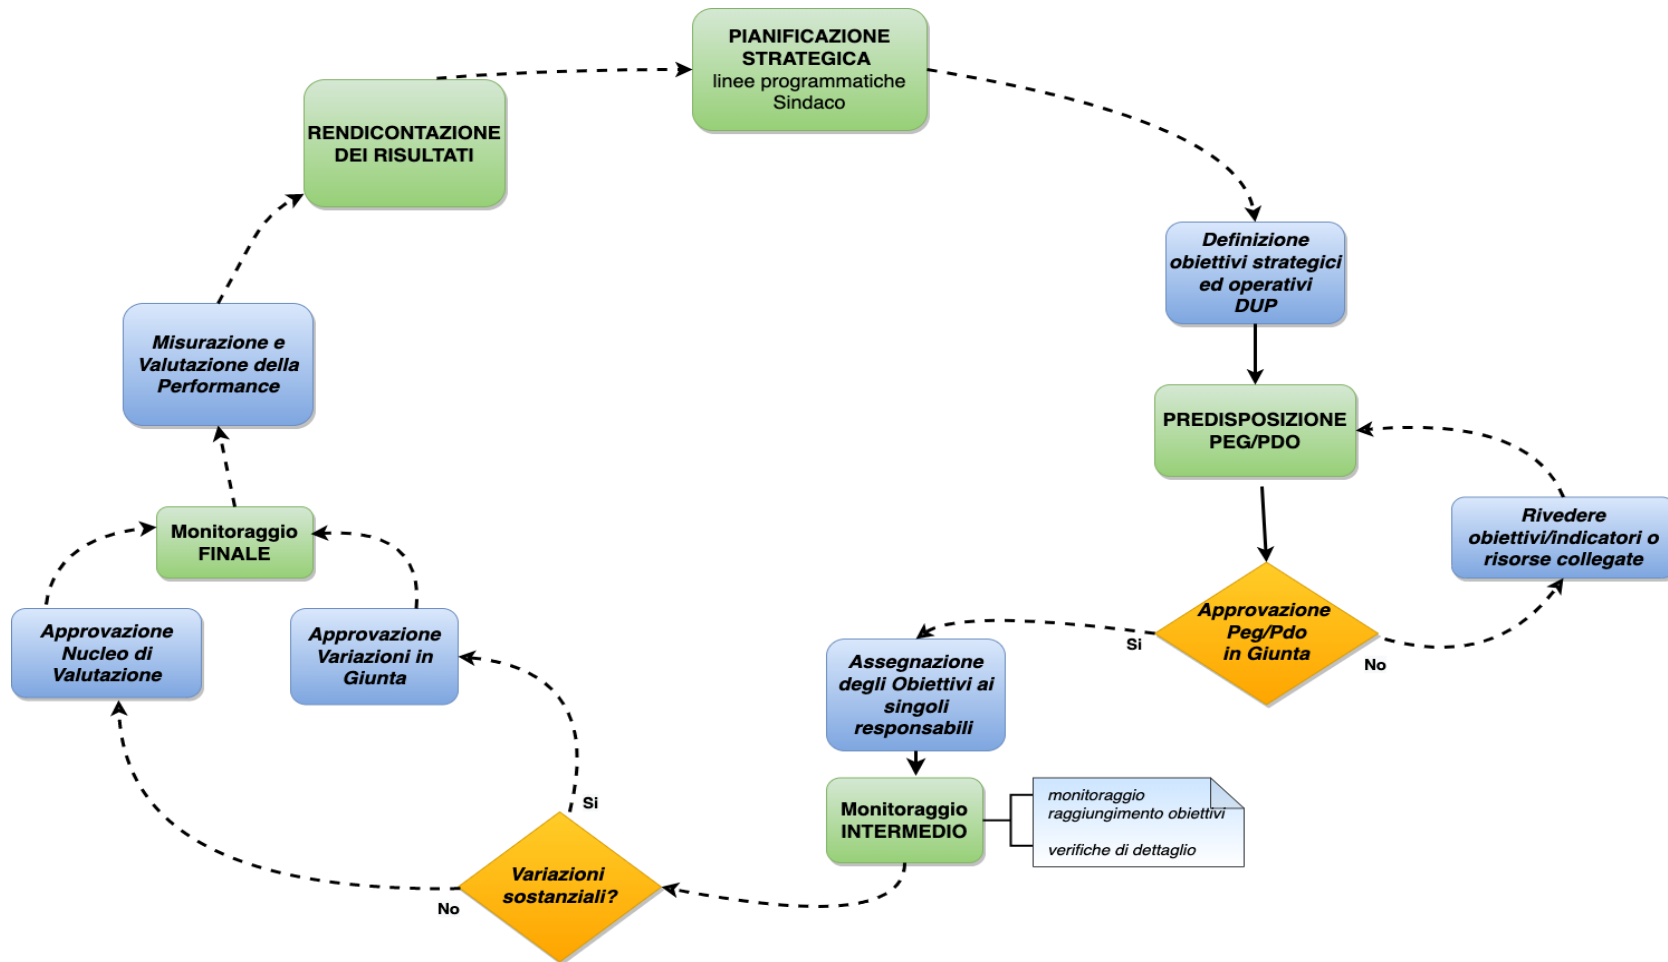 PIANIFICAZIONE
STRATEGICA
linee programmatiche
Sindaco
RENDICONTAZIONE
DEI RISULTATI
Definizione
obiettivi strategici
ed operativi
DUP
Misurazione e
Valutazione della
Performance
PREDISPOSIZIONE
PEG/PDO
Monitoraggio
FINALE
Rivedere
obiettivi/indicatori o
risorse collegate
Approvazione
Nucleo di
Valutazione
Approvazione
Variazioni in
Giunta
Approvazione
Peg/Pdo
in Giunta
Si
No
Assegnazione
degli Obiettivi ai
singoli
responsabili
Monitoraggio
INTERMEDIO
monitoraggio
raggiungimento obiettivi
verifiche di dettaglio
Si
Variazioni
sostanziali?
No